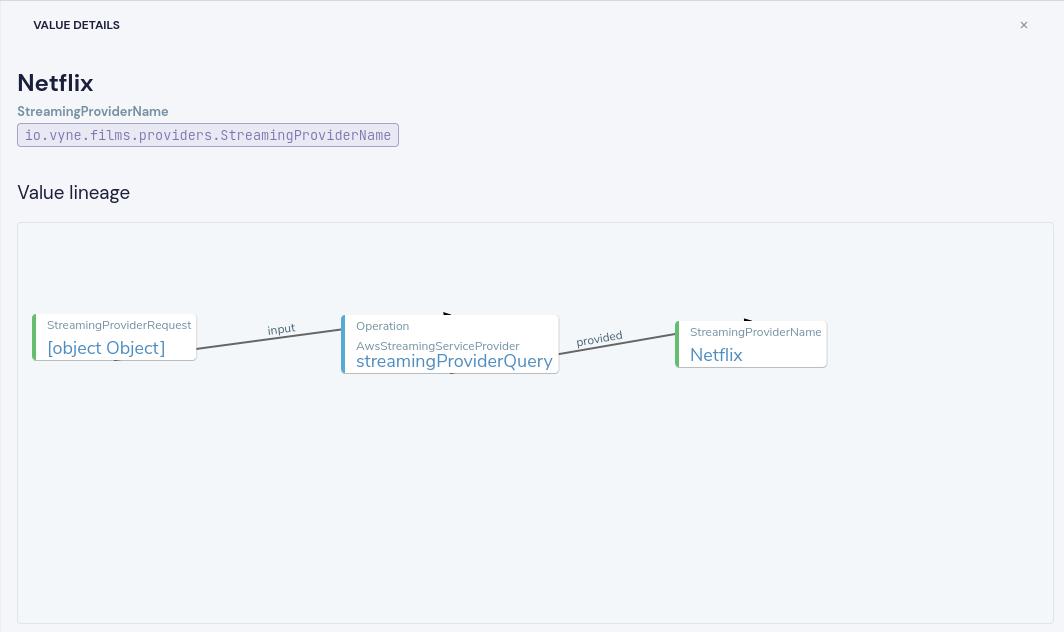 VALUE DETAILS ×
Netflix
StreamingProviderName
io.vyne.films.providers.StreamingProviderName
Value lineage
StreamingProviderRequest
[object Object]
input
Operation
AwsStreamingServiceProvider
streamingProviderQuery
provided
StreamingProviderName
Netflix